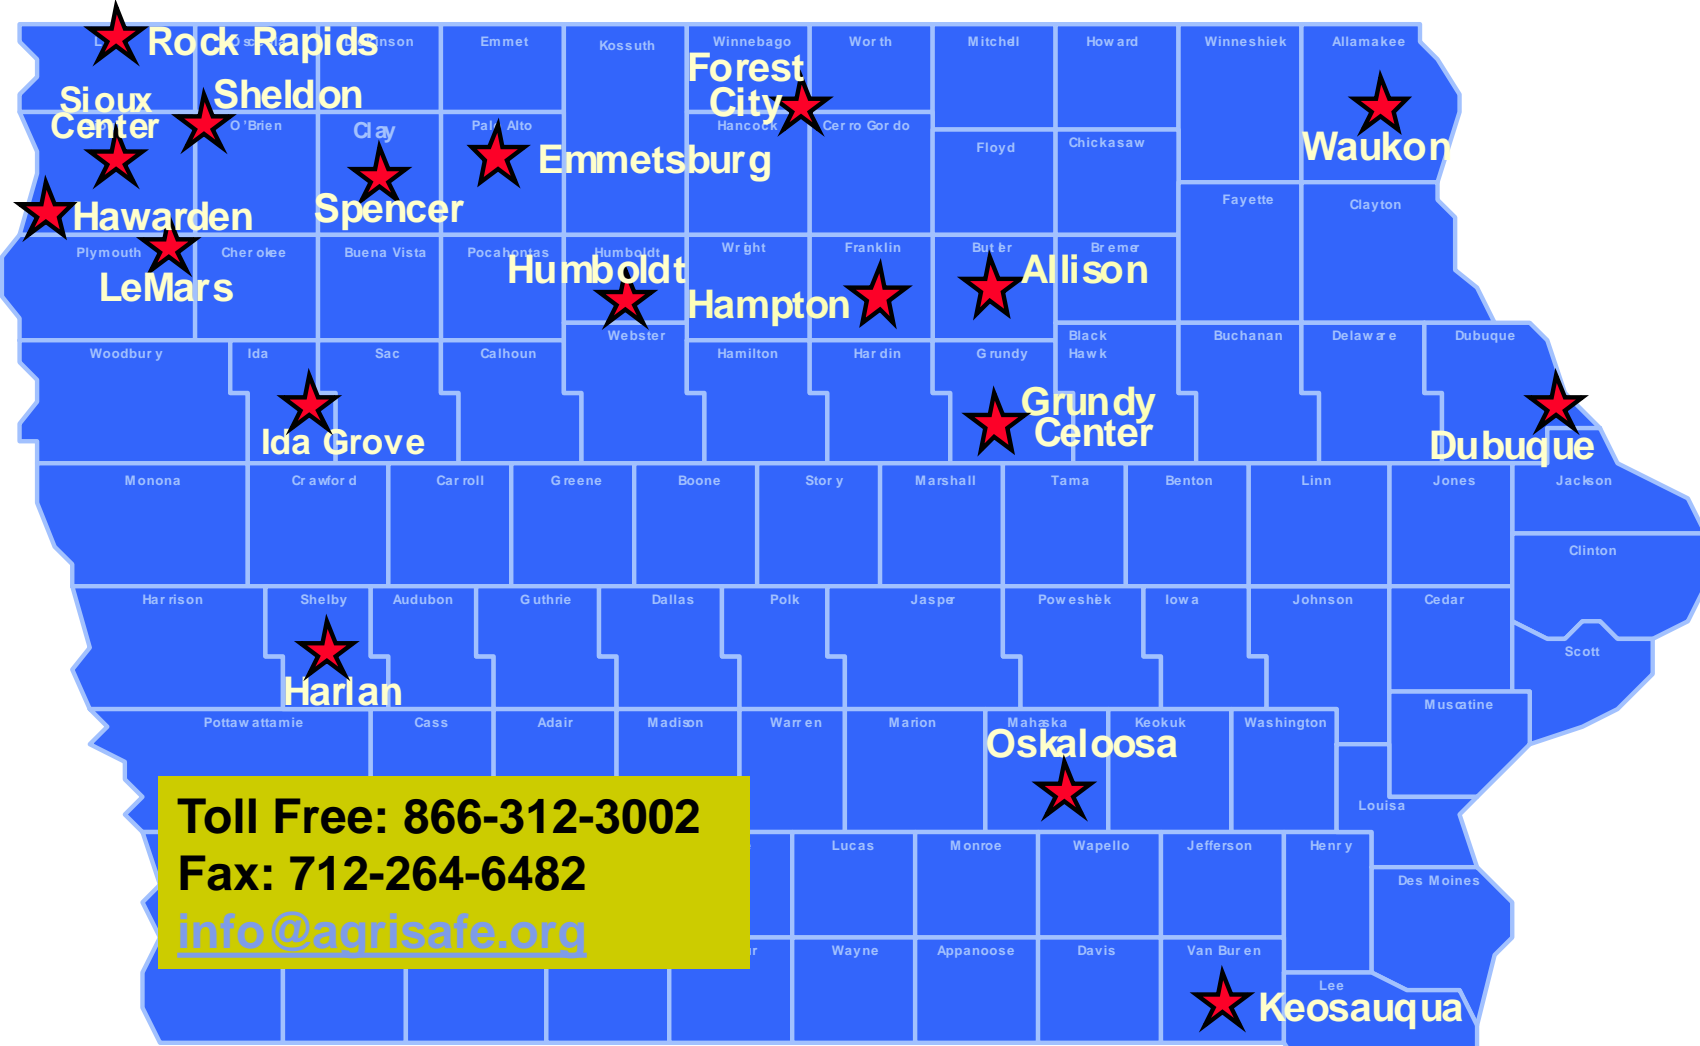 Rock Rapids
Emmet
Kossuth
Winnebago
Worth
Mitchell
Howard
Winneshiek
Allamakee
Forest
City
Sioux
Center
Sheldon
O'Brien
Clay
Palo Alto
Hancock
Cerro Gordo
Floyd
Chickasaw
Waukon
Emmetsburg
Hawarden
Spencer
Fayette
Clayton
Plymouth
Cherokee
Buena Vista
Pocahontas
Humboldt
Wright
Franklin
Butler
Bremer
LeMars
Humboldt
Hampton
Allison
Woodbury
Ida
Sac
Calhoun
Webster
Hamilton
Hardin
Grundy
Black
Hawk
Buchanan
Delaware
Dubuque
Ida Grove
Grundy
Center
Dubuque
Monona
Crawford
Carroll
Greene
Boone
Story
Marshall
Tama
Benton
Linn
Jones
Jackson
Clinton
Harrison
Shelby
Audubon
Guthrie
Dallas
Polk
Jasper
Poweshiek
Iowa
Johnson
Cedar
Scott
Harlan
Muscatine
Pottawattamie
Cass
Adair
Madison
Warren
Marion
Mahaska
Keokuk
Washington
Oskaloosa
Louisa
Toll Free: 866-312-3002
Fax: 712-264-6482
info@agrisafe.org
Lucas
Monroe
Wapello
Jefferson
Henry
Des Moines
Wayne
Appanoose
Davis
Van Buren
Lee
Keosauqua